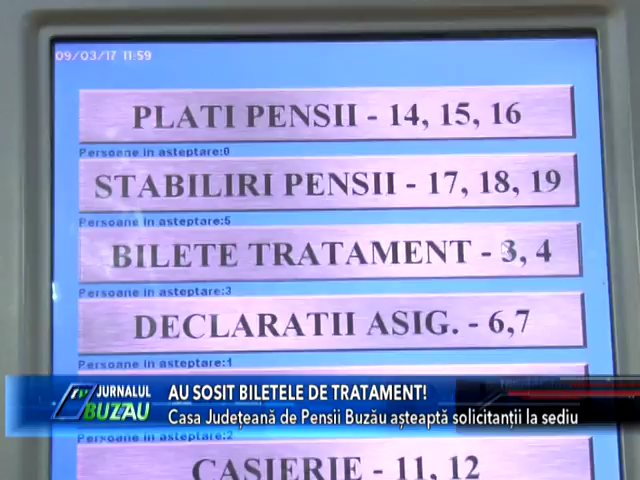 09/03/17 11:59
PLATI PENSII - 14, 15, 16
Persoane in asteptare:0
STABILIRI PENSII - 17, 18, 19
Persoane in asteptare:5
BILETE TRATAMENT - 3, 4
Persoane in asteptare:3
DECLARATII ASIG. - 6,7
Persoane in asteptare:1
TV JURNALUL
BUZĂU
AU SOSIT BILETELE DE TRATAMENT!
Casa Județeană de Pensii Buzău așteaptă solicitanții la sediu
Persoane in asteptare:2
CASIERIE - 11, 12